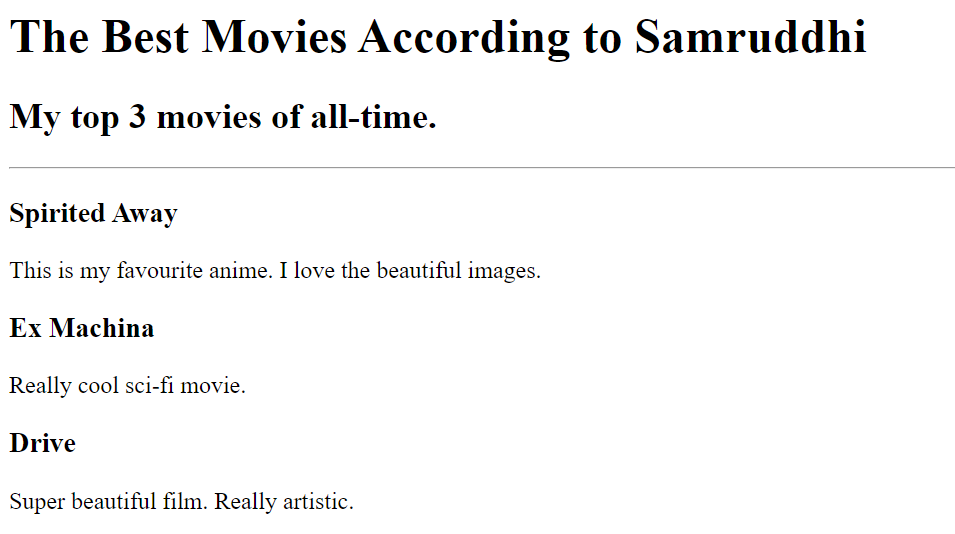 The Best Movies According to Samruddhi
My top 3 movies of all-time.
Spirited Away
This is my favourite anime. I love the beautiful images.
Ex Machina
Really cool sci-fi movie.
Drive
Super beautiful film. Really artistic.